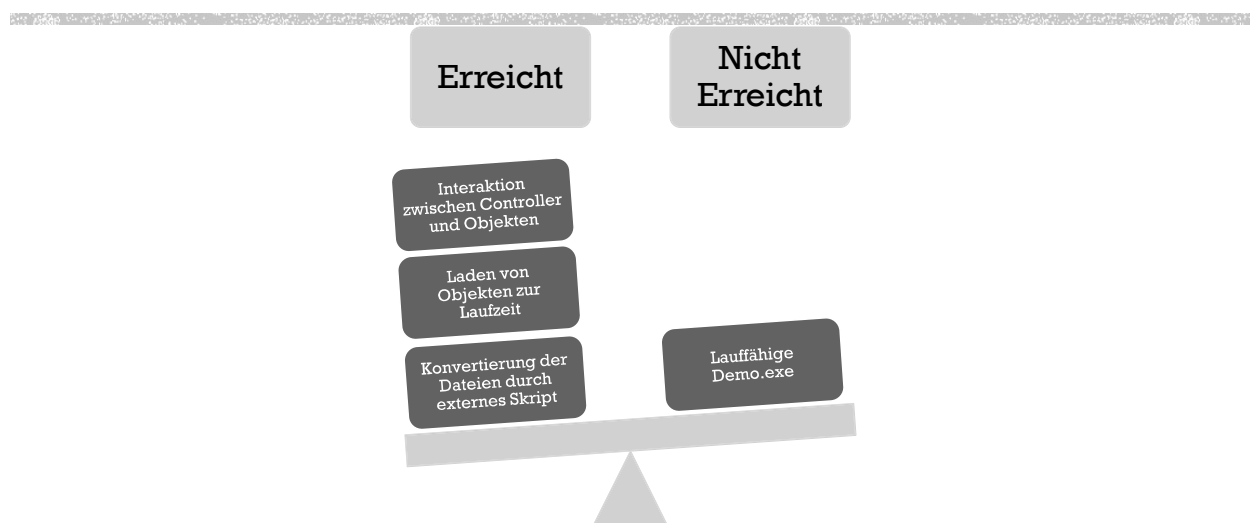 Erreicht
Nicht
Erreicht
Interaktion
zwischen Controller
und Objekten
Laden von
Objekten zur
Laufzeit
Konvertierung der
Dateien durch
externes Skript
Lauffähige
Demo.exe